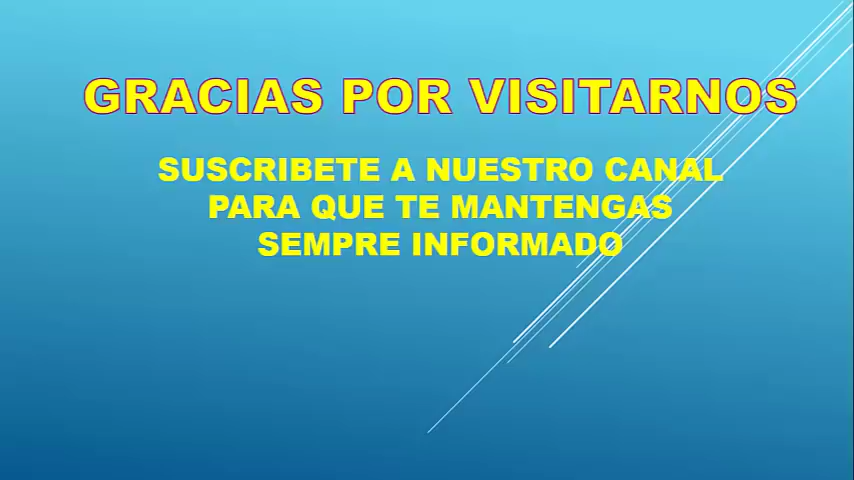 GRACIAS POR VISITARNOS
SUSCRIBETE A NUESTRO CANAL
PARA QUE TE MANTENGAS
SEMPRE INFORMADO